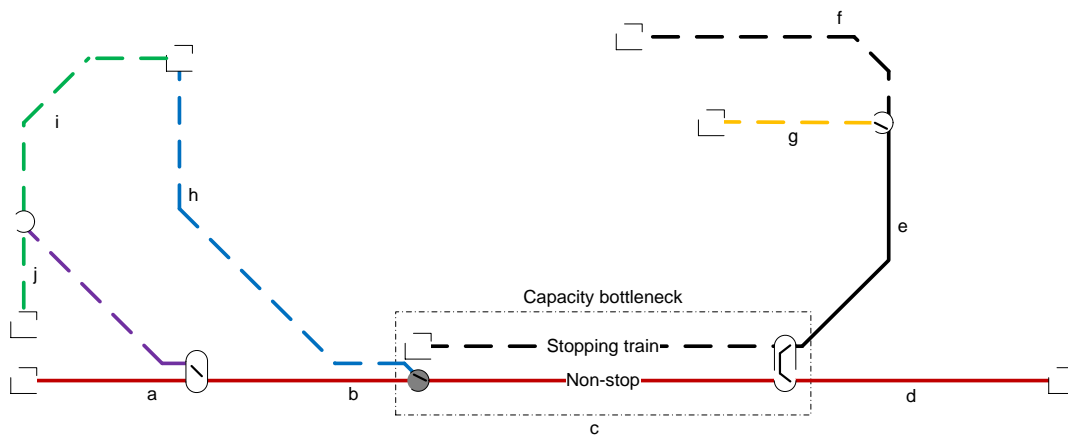 f
i
g
h
e
j
Capacity bottleneck
Stopping train
Non-stop
a
b
d
c